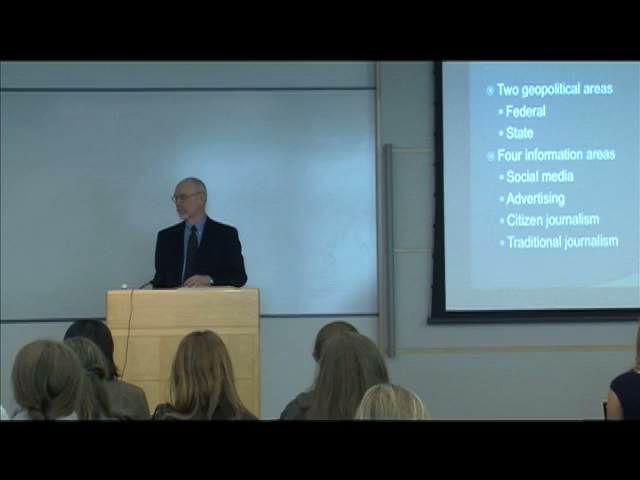 Two geopolitical areas
Federal
State
Four information areas
Social media
Advertising
Citizen journalism
Traditional journalism